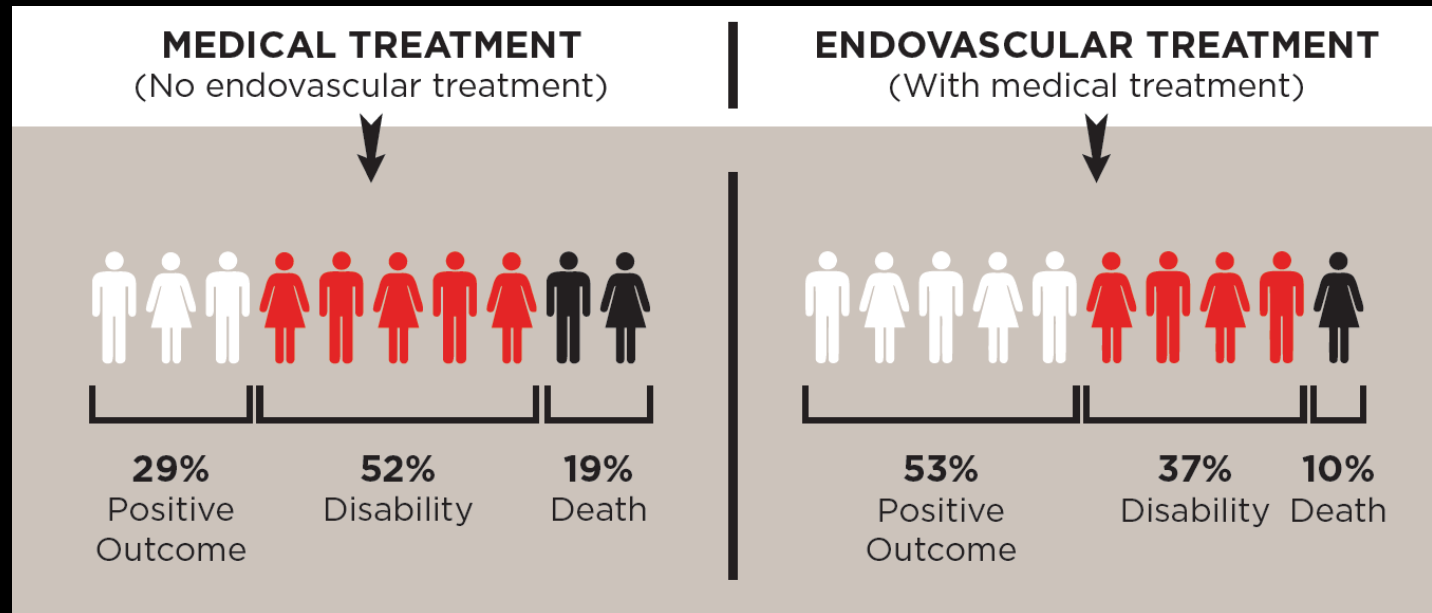 MEDICAL TREATMENT
(No endovascular treatment)
29%
Positive
Outcome
52%
Disability
19%
Death
ENDOVASCULAR TREATMENT
(With medical treatment)
53%
Positive
Outcome
37%
Disability
10%
Death